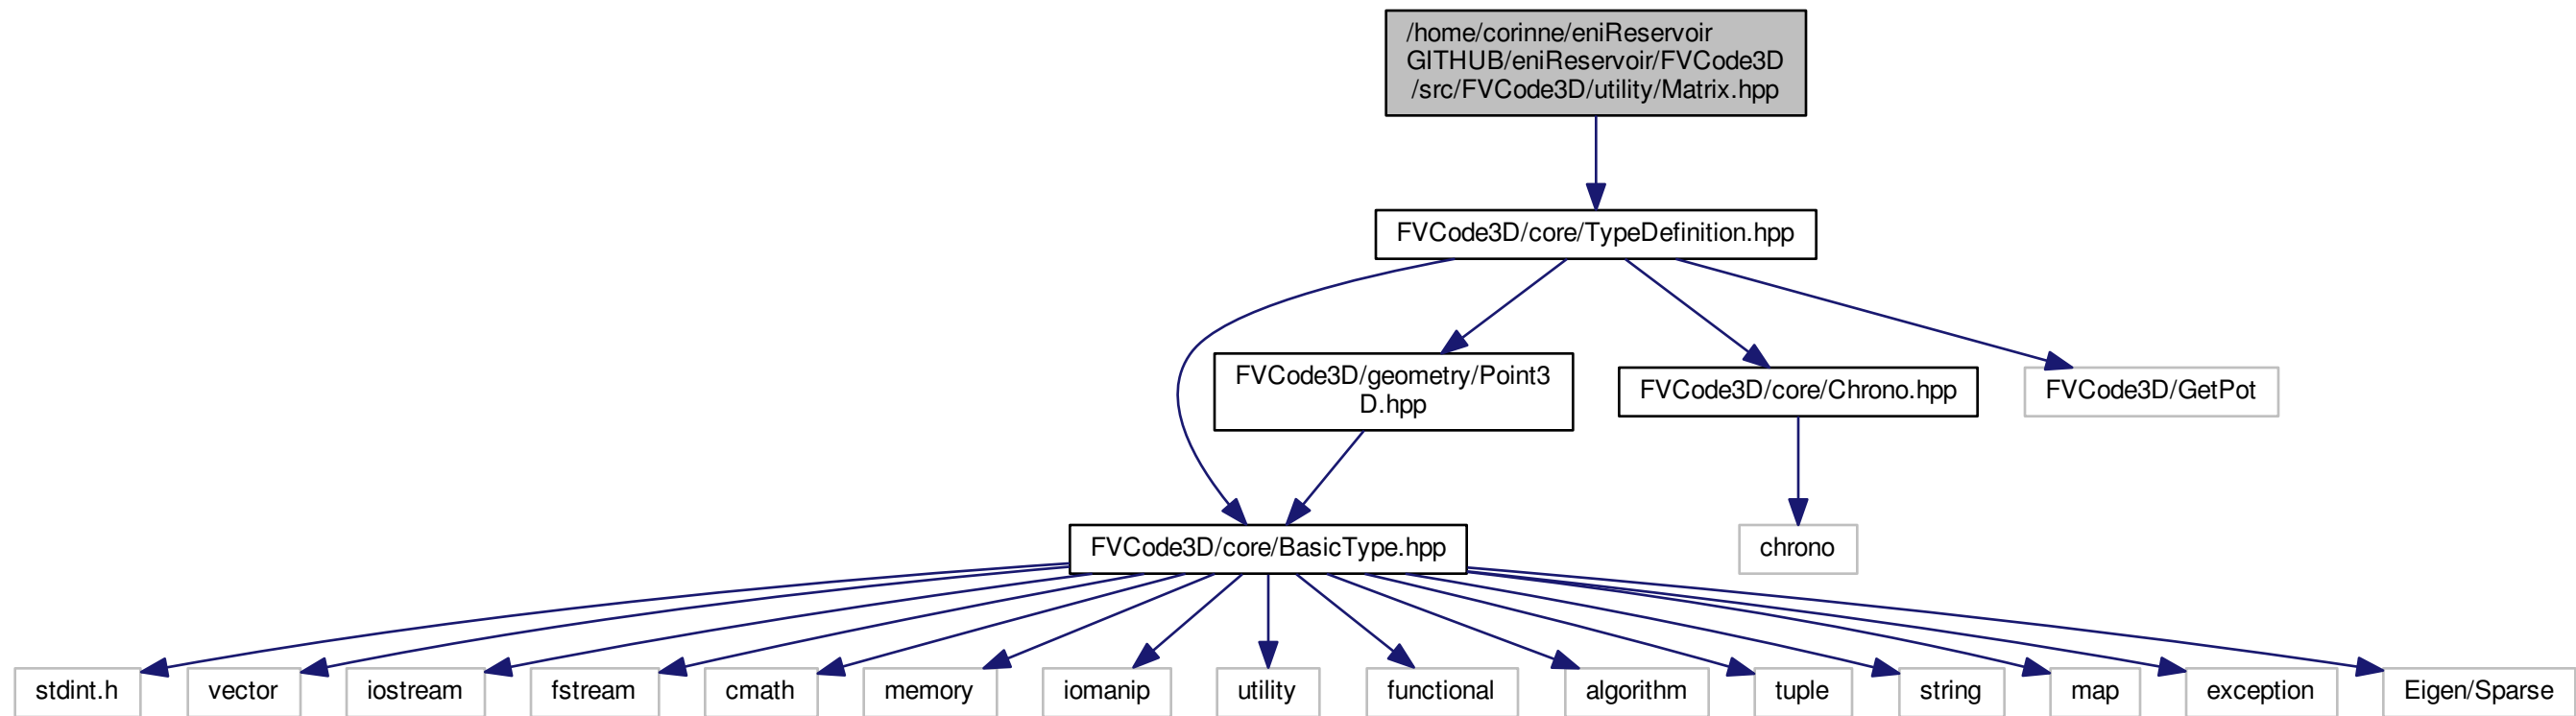 /home/corinne/eniReservoir
GITHUB/eniReservoir/FVCode3D
/src/FVCode3D/utility/Matrix.hpp
FVCode3D/core/TypeDefinition.hpp
FVCode3D/geometry/Point3
D.hpp
FVCode3D/core/Chrono.hpp
FVCode3D/GetPot
FVCode3D/core/BasicType.hpp
chrono
stdint.h
vector
iostream
fstream
cmath
memory
iomanip
utility
functional
algorithm
tuple
string
map
exception
Eigen/Sparse